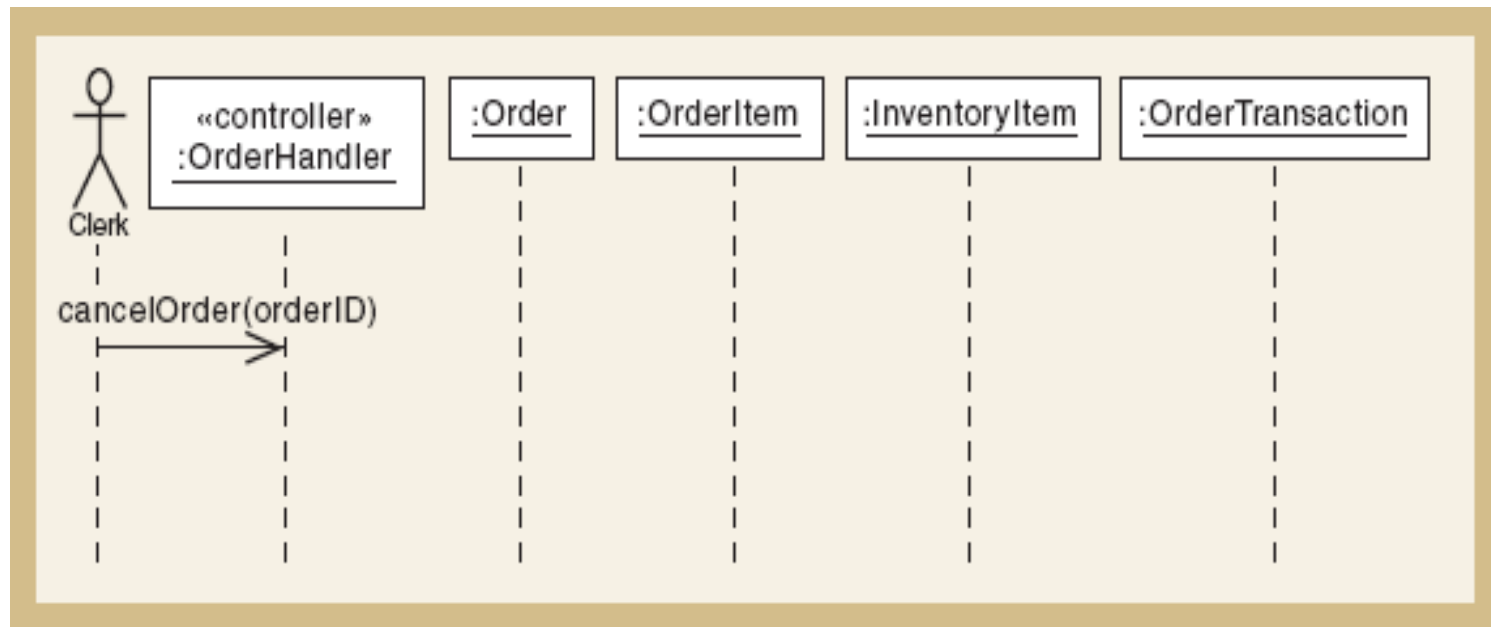 «controller»
:OrderHandler
:Order
:OrderItem
:InventoryItem
:OrderTransaction
Clerk
cancelOrder(orderID)